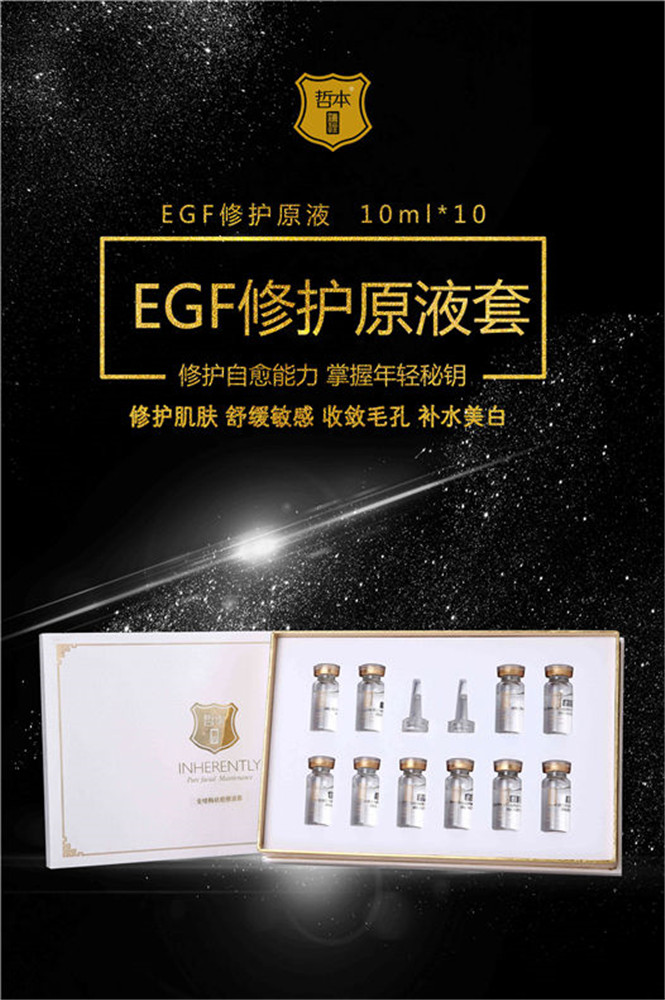 哲本
EGF修护原液 10ml*10
EGF修护原液套
修护自愈能力 掌握年轻秘钥
修护肌肤 舒缓敏感 收敛毛孔 补水美白
哲本
INHERENTLY
Pure facial Maintenance